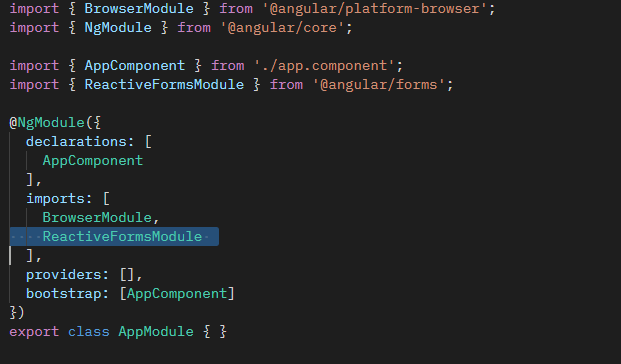 import { BrowserModule } from '@angular/platform-browser';
import { NgModule } from '@angular/core';

import { AppComponent } from './app.component';
import { ReactiveFormsModule } from '@angular/forms';

@NgModule({
  declarations: [
    AppComponent
  ],
  imports: [
    BrowserModule,
    ReactiveFormsModule
  ],
  providers: [],
  bootstrap: [AppComponent]
})
export class AppModule { }